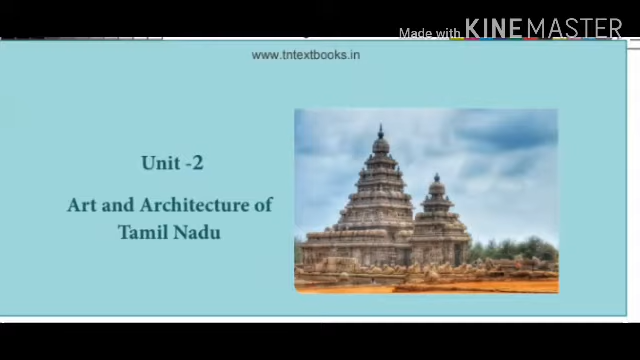 Made with KINEMASTER
www.tntextbooks.in
Unit -2
Art and Architecture of
Tamil Nadu